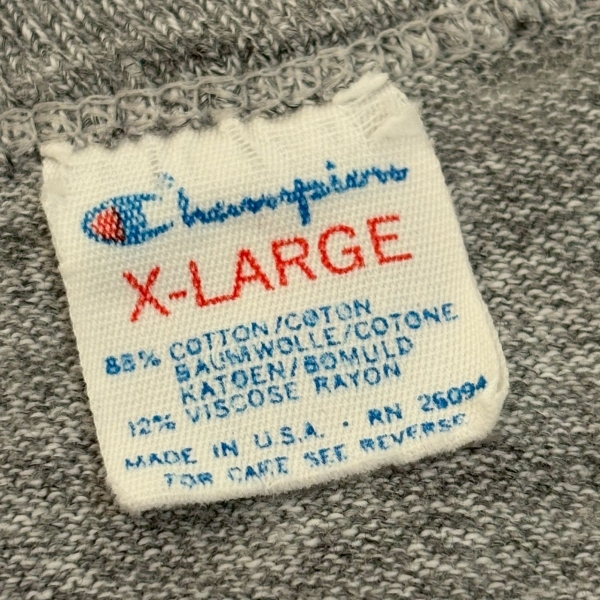 Champion
X-LARGE
88% COTTON/COTON
BAUMWOLLE/COTONE
KATOEN/BOMULD
12% VISCOSE RAYON
MADE IN U.S.A. · RN 26094
FOR CARE SEE REVERSE